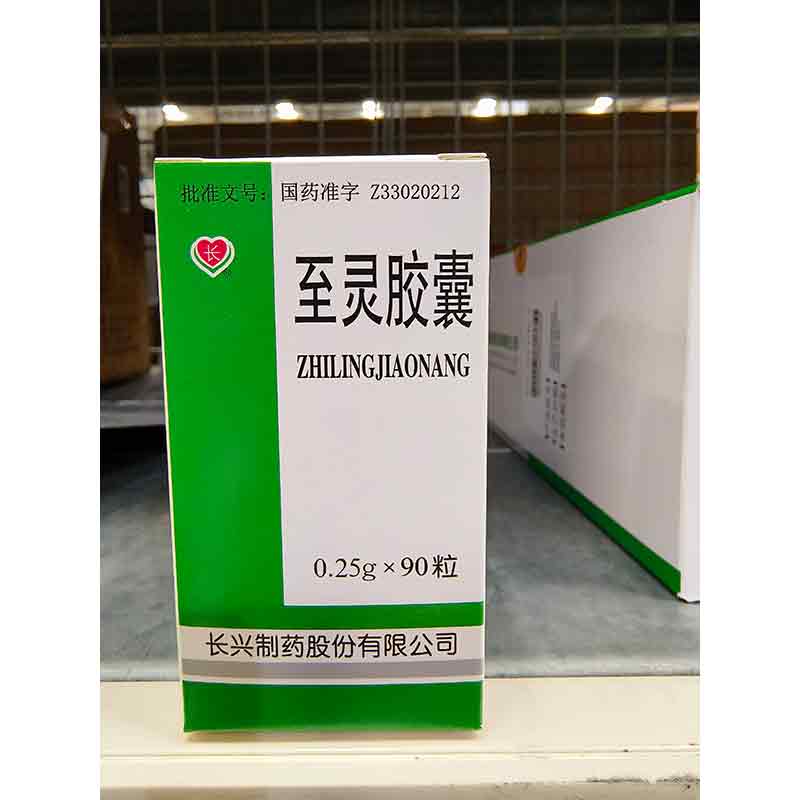 批准文号：国药准字 Z33020212
长
至灵胶囊
ZHILINGJIAONANG
0.25g×90粒
长兴制药股份有限公司